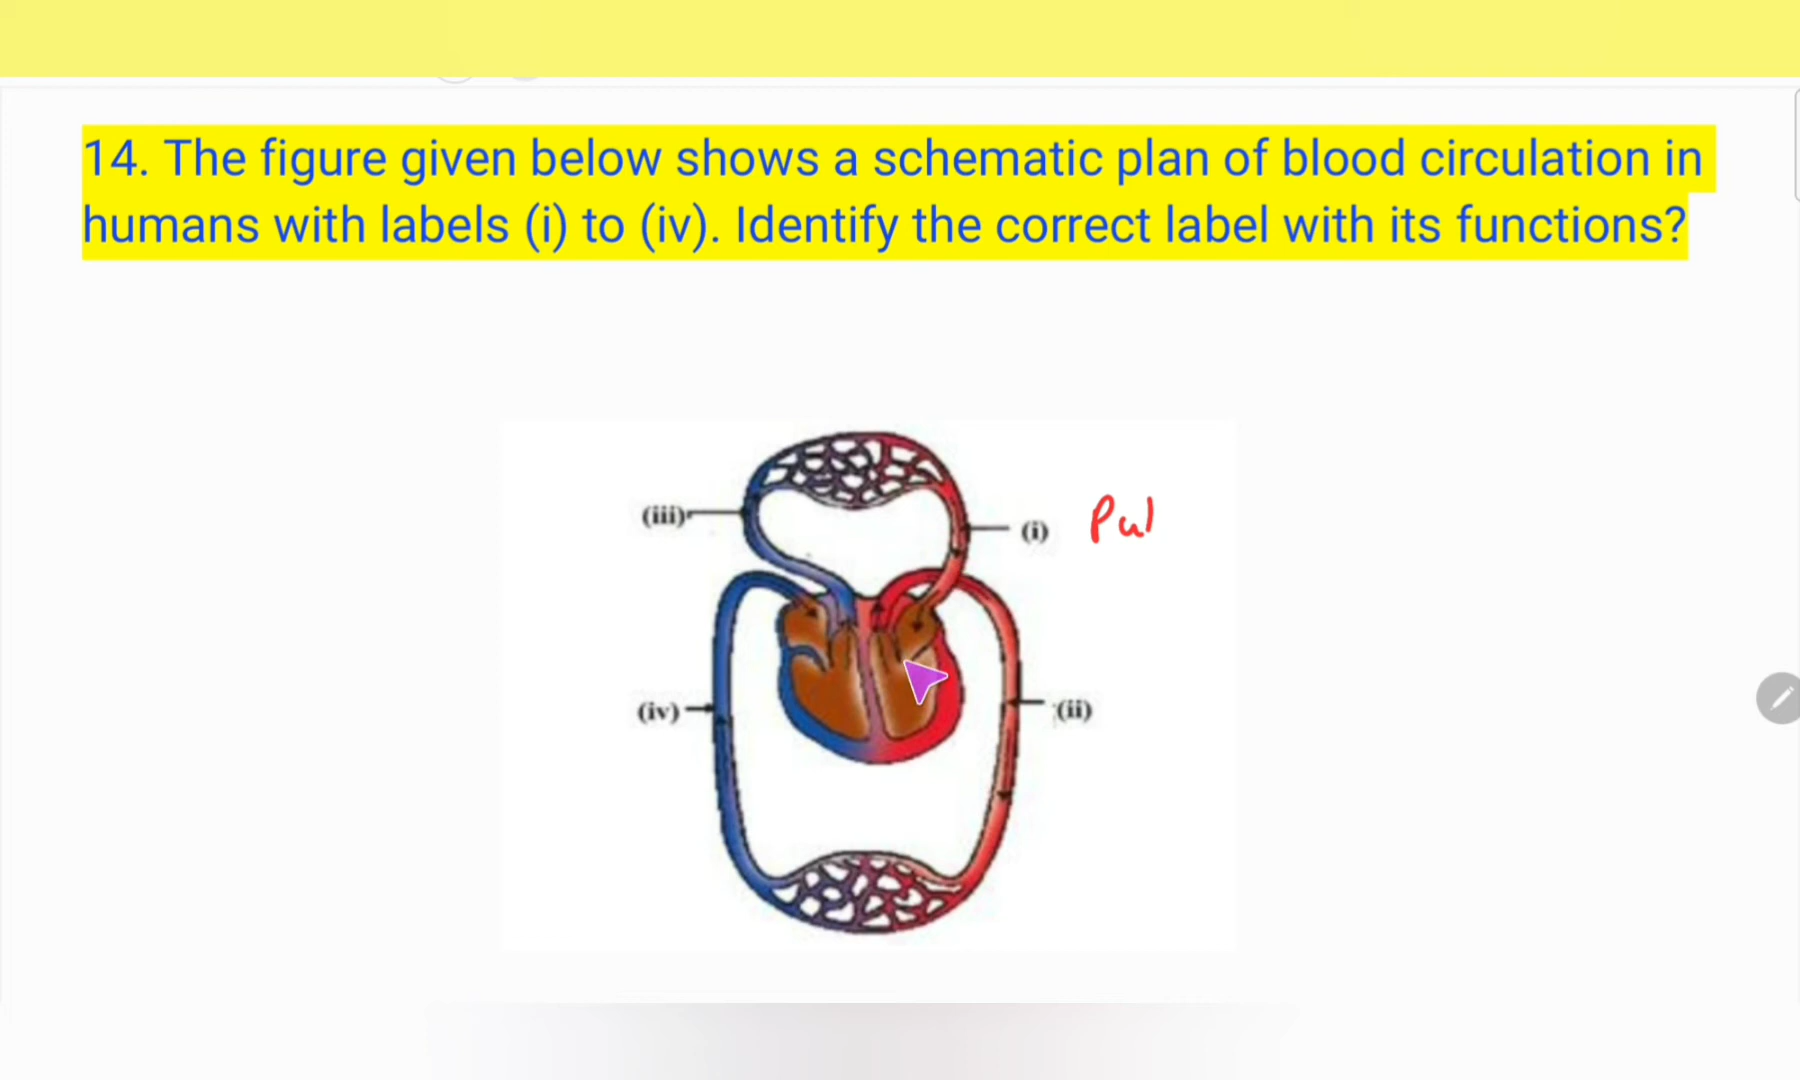 14. The figure given below shows a schematic plan of blood circulation in
humans with labels (i) to (iv). Identify the correct label with its functions?
(iii)
(i) Pul
(iv)
(ii)